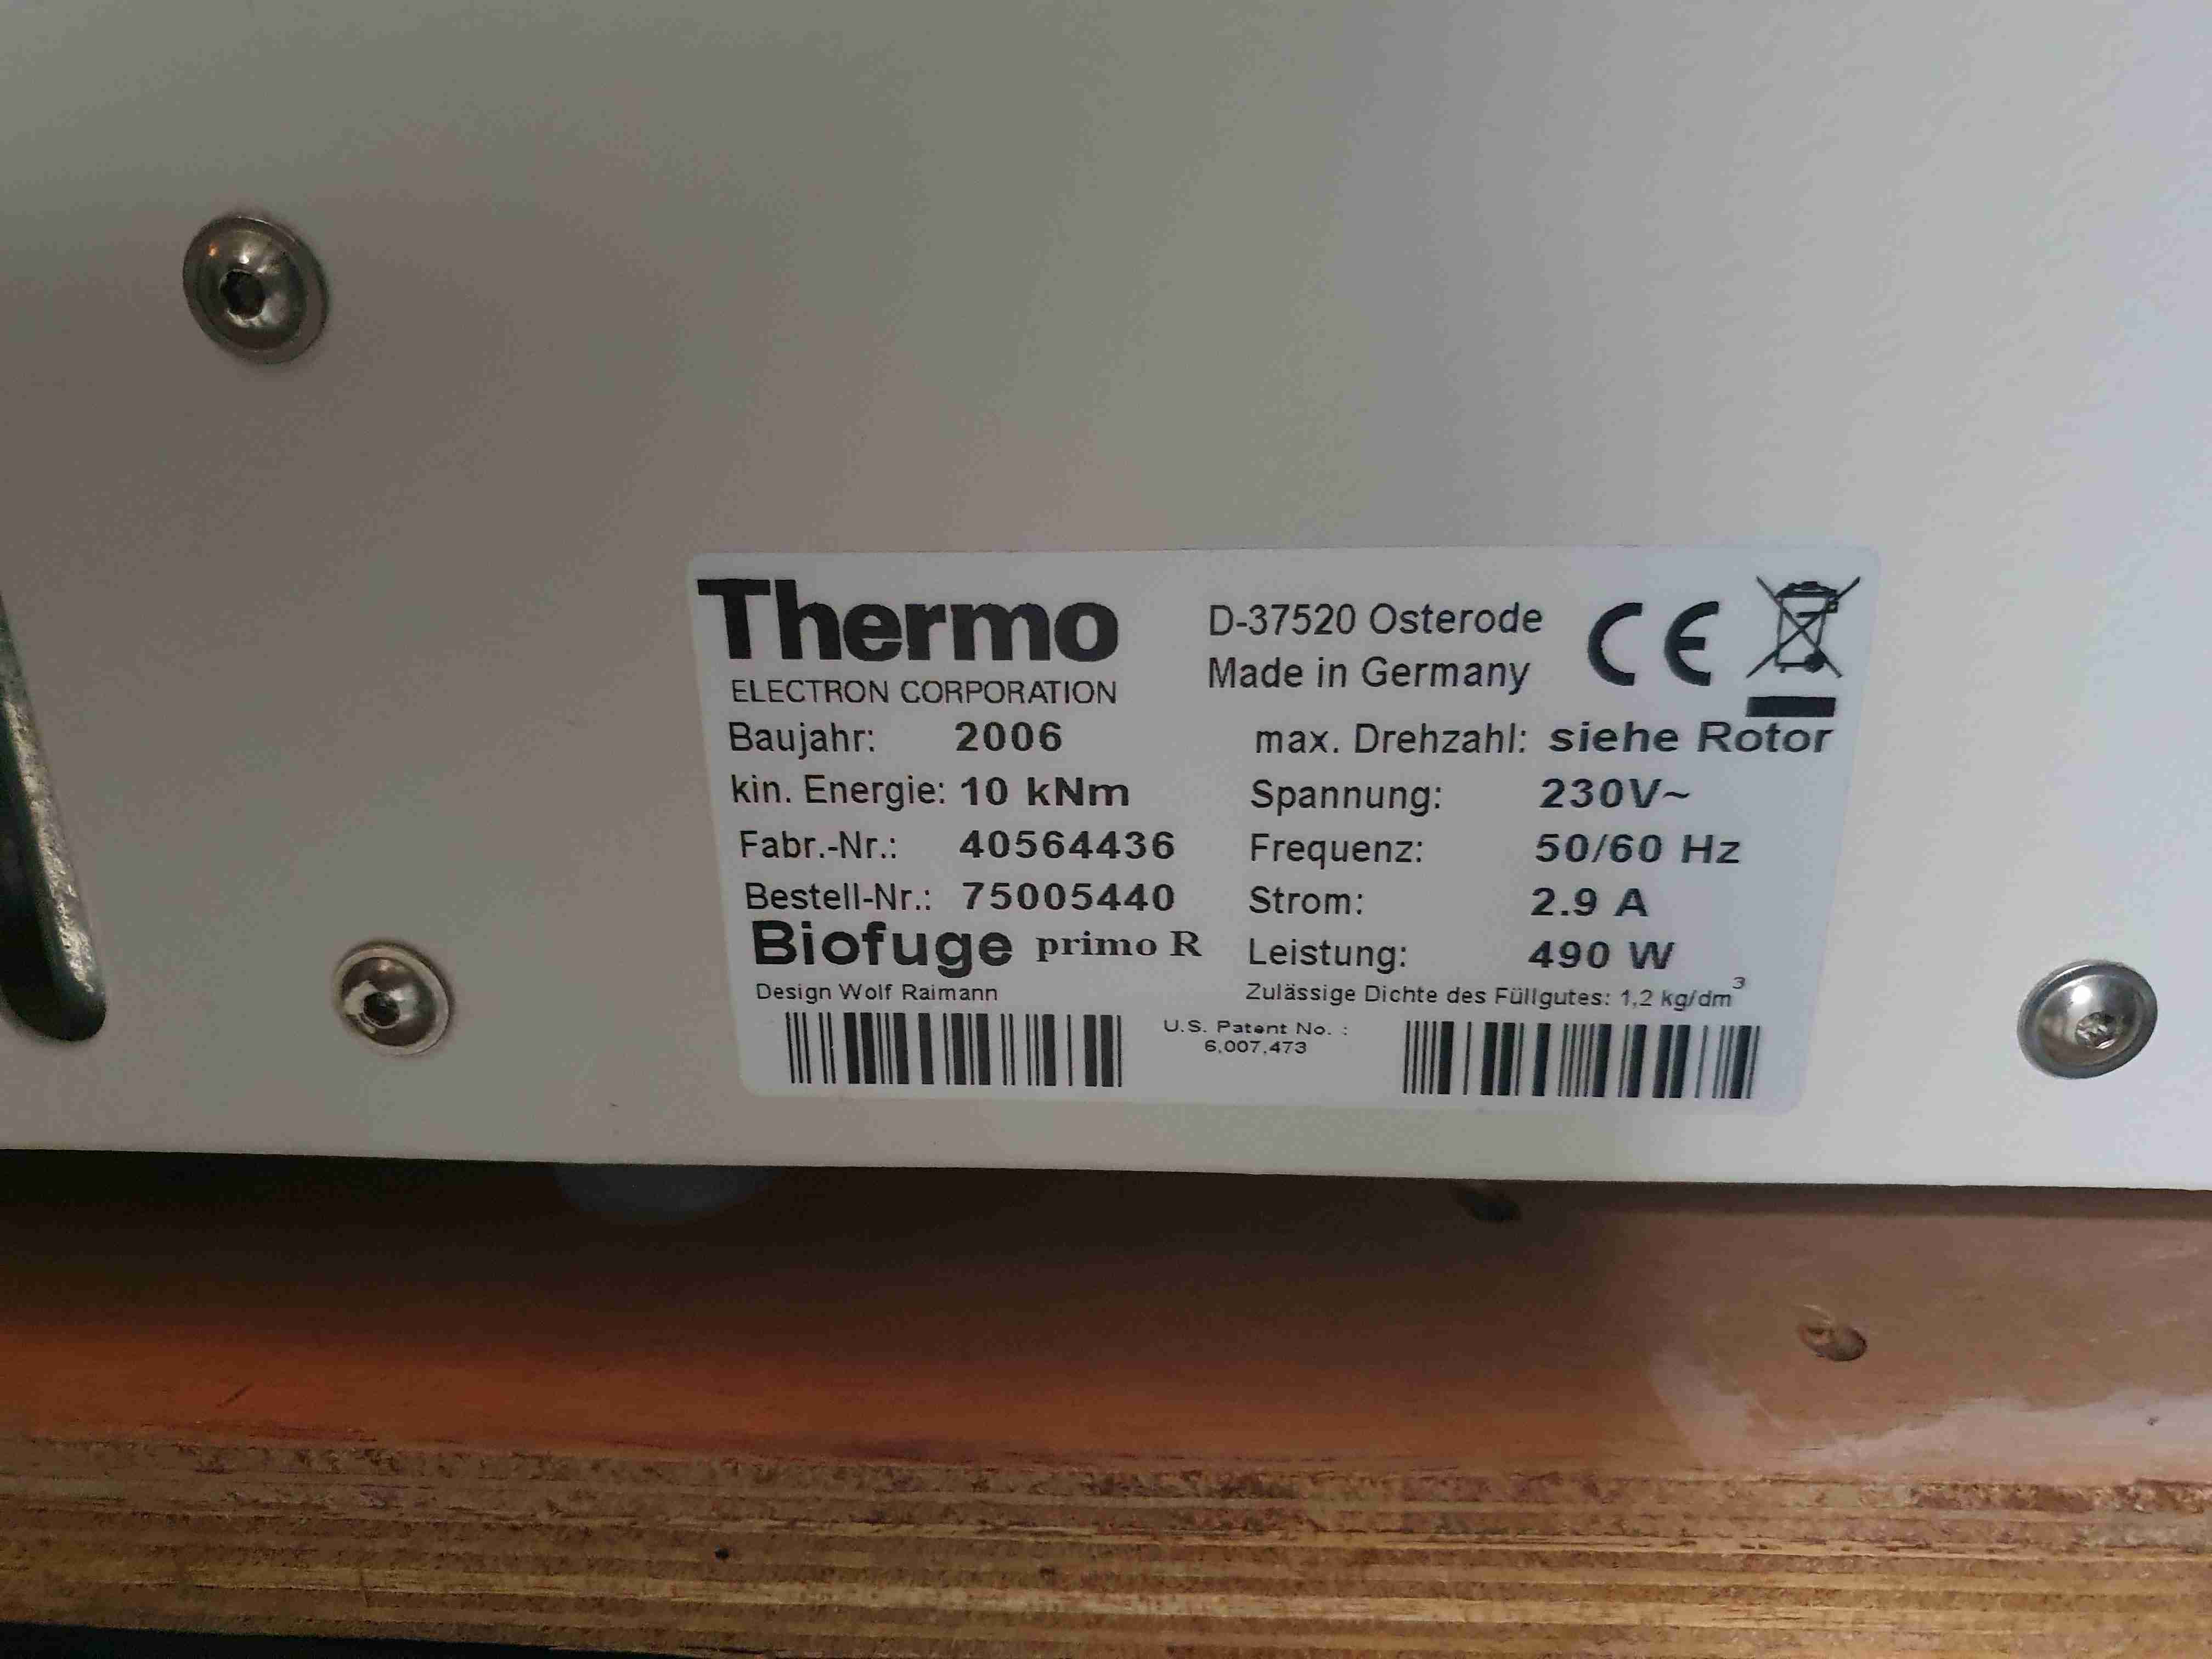 Thermo
ELECTRON CORPORATION
D-37520 Osterode
Made in Germany
CE
Baujahr: 2006
max. Drehzahl: siehe Rotor
kin. Energie: 10 kNm
Spannung: 230V~
Fabr.-Nr.: 40564436
Frequenz: 50/60 Hz
Bestell-Nr.: 75005440
Strom: 2.9 A
Biofuge primo R
Leistung: 490 W
Design Wolf Raimann
Zulässige Dichte des Füllgutes: 1,2 kg/dm³
U.S. Patent No. :
6,007,473